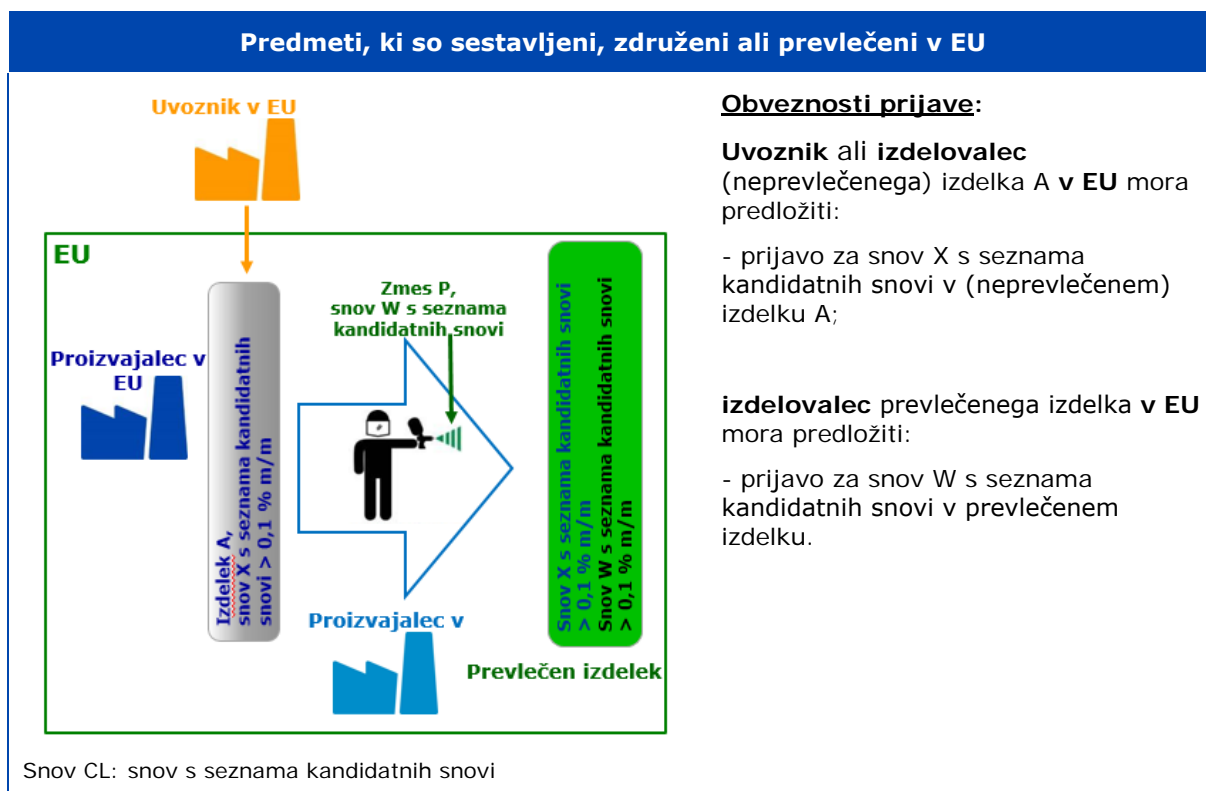 Predmeti, ki so sestavljeni, združeni ali prevlečeni v EU
Uvoznik v EU
EU
Proizvajalec v
EU
Izdelek A,
snov X s seznama kandidatnih
snovi > 0,1 % m/m
Zmes P,
snov W s seznama
kandidatnih snovi
Proizvajalec v
Snov X s seznama kandidatnih snovi
> 0,1 % m/m
Snov W s seznama kandidatnih snovi
> 0,1 % m/m
Prevlečen izdelek
Obveznosti prijave:
Uvoznik ali izdelovalec
(neprevlečenega) izdelka A v EU mora
predložiti:
- prijavo za snov X s seznama
kandidatnih snovi v (neprevlečenem)
izdelku A;
izdelovalec prevlečenega izdelka v EU
mora predložiti:
- prijavo za snov W s seznama
kandidatnih snovi v prevlečenem
izdelku.
Snov CL: snov s seznama kandidatnih snovi